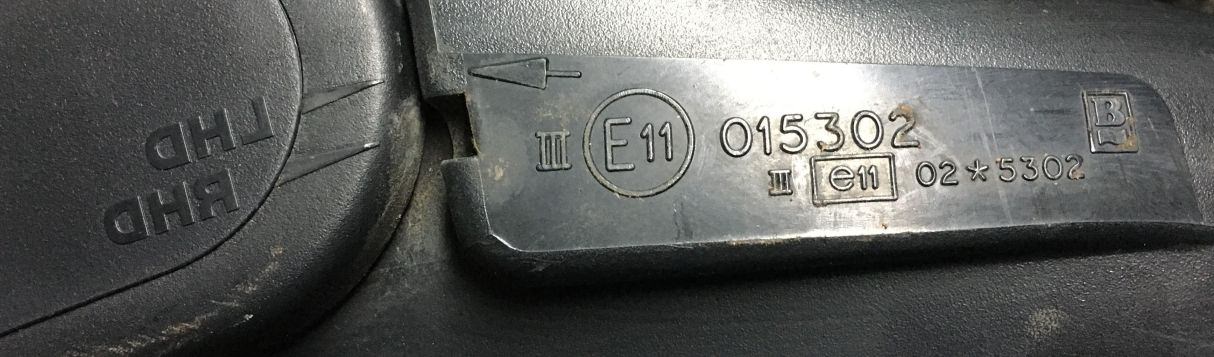 LHD
RHD
III E11 015302 B
III e11 02*5302